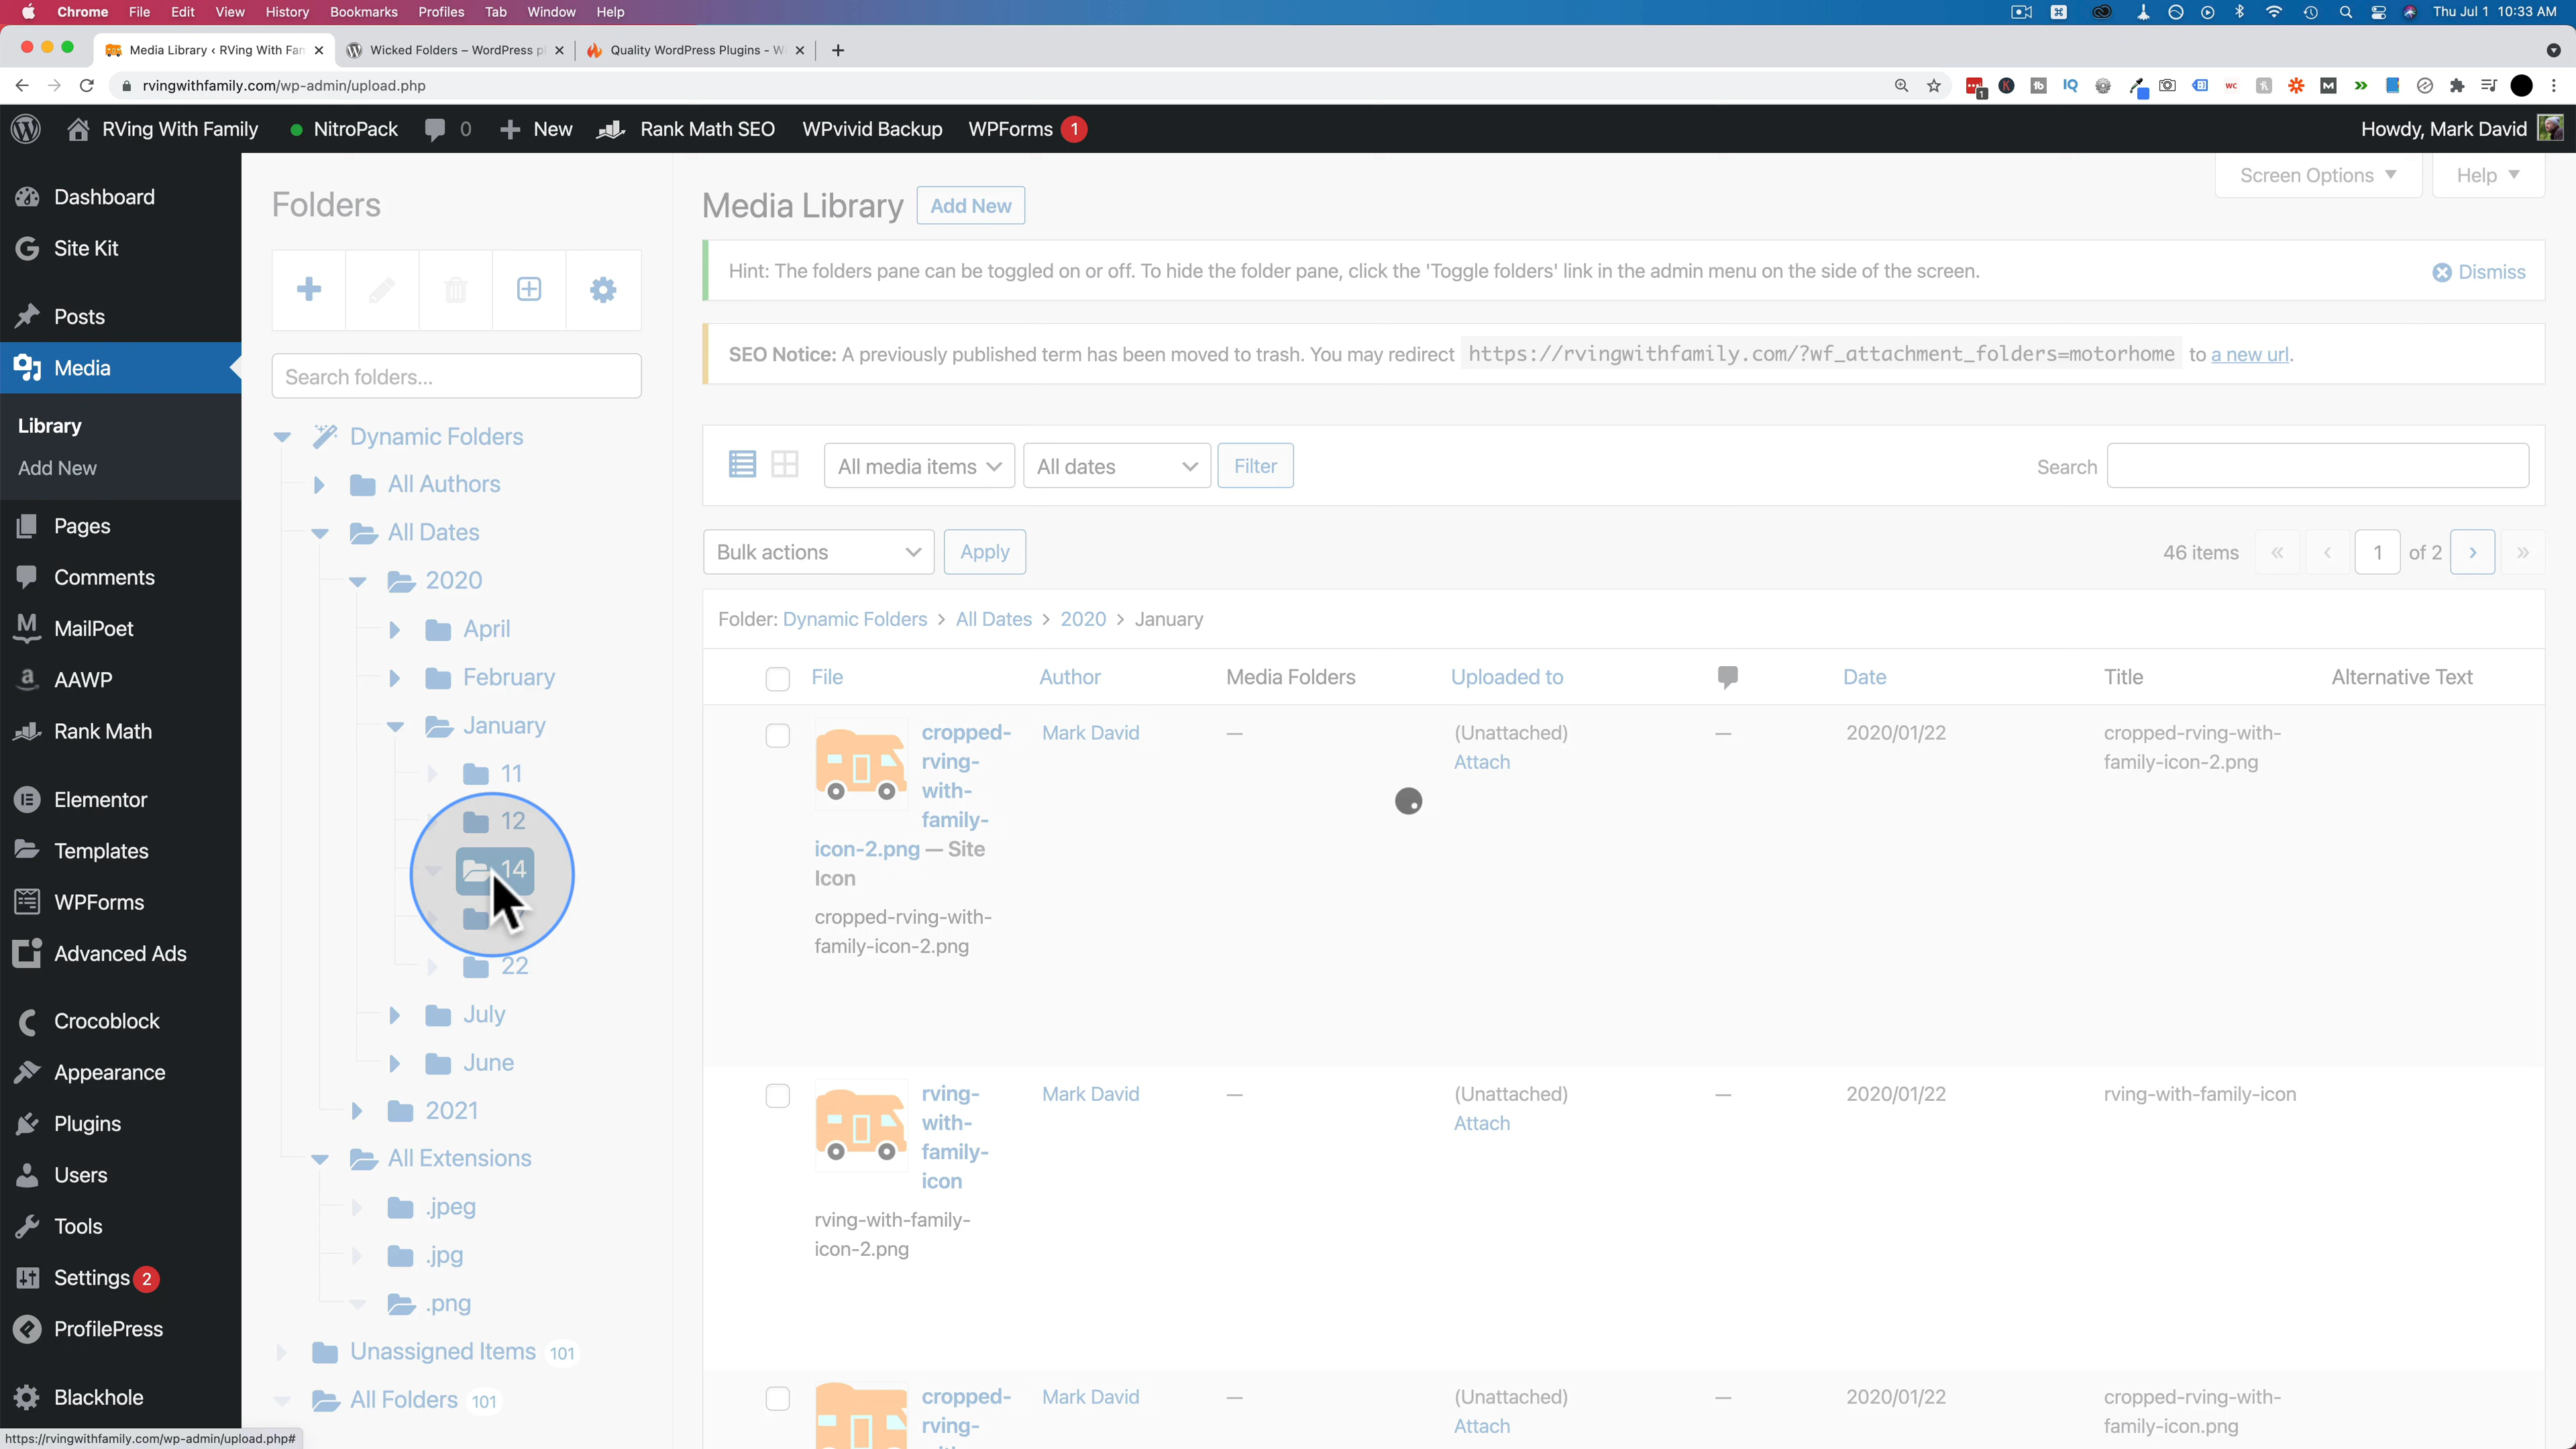 Chrome File Edit View History Bookmarks Profiles Tab Window Help Thu Jul 1 10:33 AM
Media Library ‹ RVing With Fam Wicked Folders – WordPress p Quality WordPress Plugins - W
rvingwithfamily.com/wp-admin/upload.php
RVing With Family NitroPack 0 New Rank Math SEO WPvivid Backup WPForms 1 Howdy, Mark David
Dashboard
Site Kit
Posts
Media
Library
Add New
Pages
Comments
MailPoet
AAWP
Rank Math
Elementor
Templates
WPForms
Advanced Ads
Crocoblock
Appearance
Plugins
Users
Tools
Settings 2
ProfilePress
Blackhole
https://rvingwithfamily.com/wp-admin/upload.php#
Folders
Search folders...
Dynamic Folders
All Authors
All Dates
2020
April
February
January
11
12
14
22
July
June
2021
All Extensions
.jpeg
.jpg
.png
Unassigned Items 101
All Folders 101
Screen Options Help
Media Library Add New
Hint: The folders pane can be toggled on or off. To hide the folder pane, click the 'Toggle folders' link in the admin menu on the side of the screen. Dismiss
SEO Notice: A previously published term has been moved to trash. You may redirect https://rvingwithfamily.com/?wf_attachment_folders=motorhome to a new url.
All media items All dates Filter Search
Bulk actions Apply 46 items « ‹ 1 of 2 › »
Folder: Dynamic Folders > All Dates > 2020 > January
File Author Media Folders Uploaded to Date Title Alternative Text
cropped-rving-with-family-icon-2.png — Site Icon
cropped-rving-with-family-icon-2.png
Mark David — (Unattached) — 2020/01/22 cropped-rving-with-family-icon-2.png
Attach
rving-with-family-icon
rving-with-family-icon-2.png
Mark David — (Unattached) — 2020/01/22 rving-with-family-icon
Attach
cropped-rving-
Mark David — (Unattached) — 2020/01/22 cropped-rving-with-family-icon.png
Attach